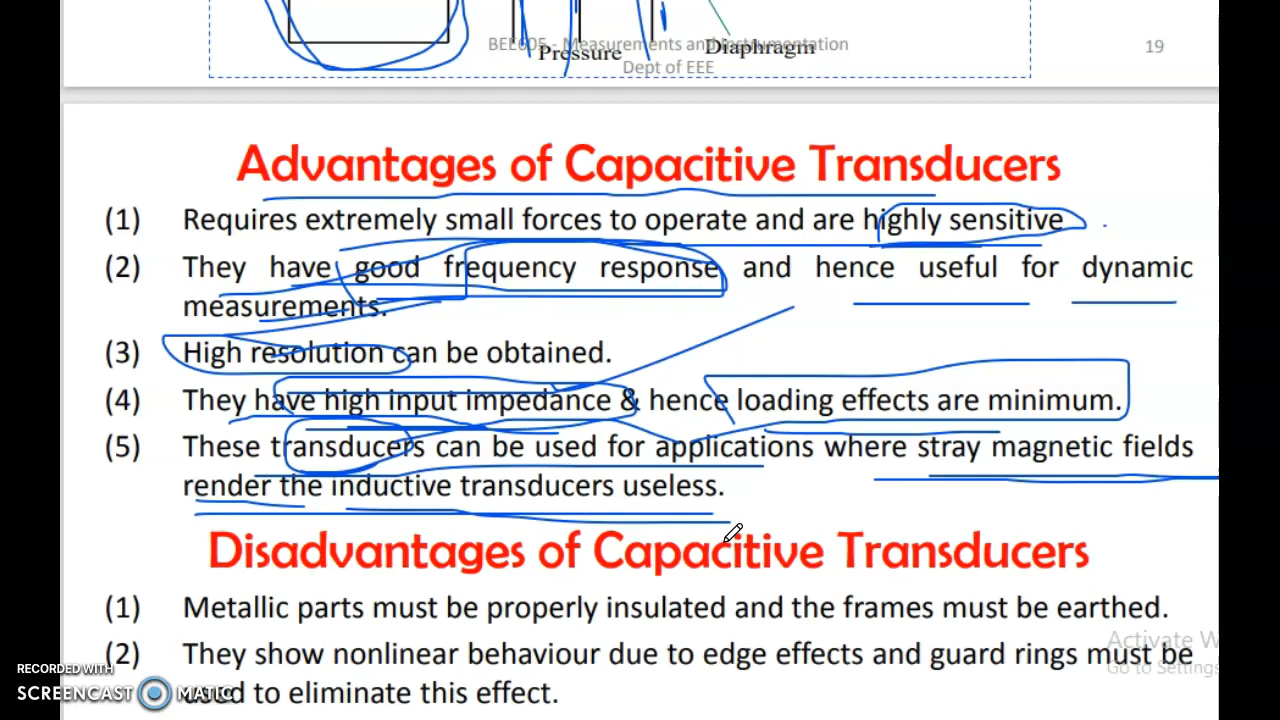 BEE605 - Measurements and Instrumentation
Dept of EEE
Pressure
Diaphragm
19
Advantages of Capacitive Transducers
(1) Requires extremely small forces to operate and are highly sensitive
(2) They have good frequency response and hence useful for dynamic
measurements.
(3) High resolution can be obtained.
(4) They have high input impedance & hence loading effects are minimum.
(5) These transducers can be used for applications where stray magnetic fields
render the inductive transducers useless.
Disadvantages of Capacitive Transducers
(1) Metallic parts must be properly insulated and the frames must be earthed.
(2) They show nonlinear behaviour due to edge effects and guard rings must be
used to eliminate this effect.
Activate W
Go to Settings
RECORDED WITH
SCREENCAST MATIC